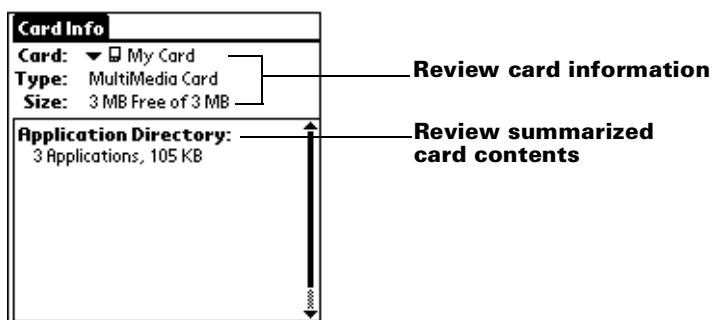 Card Info
Card: My Card
Type: MultiMedia Card
Size: 3 MB Free of 3 MB
Review card information
Application Directory:
3 Applications, 105 KB
Review summarized
card contents